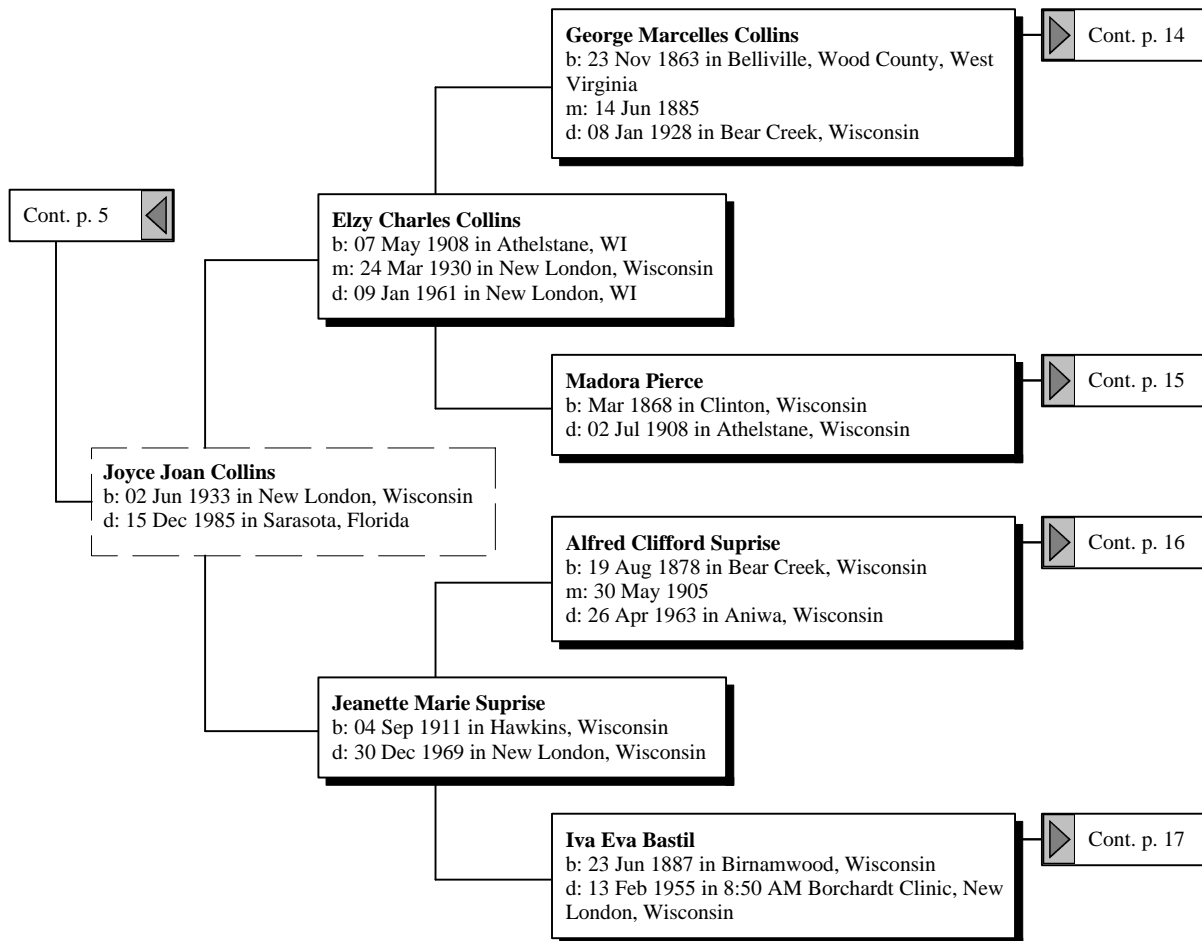 George Marcelles Collins
b: 23 Nov 1863 in Belliville, Wood County, West
Virginia
m: 14 Jun 1885
d: 08 Jan 1928 in Bear Creek, Wisconsin
Cont. p. 14
Cont. p. 5
Elzy Charles Collins
b: 07 May 1908 in Athelstane, WI
m: 24 Mar 1930 in New London, Wisconsin
d: 09 Jan 1961 in New London, WI
Madora Pierce
b: Mar 1868 in Clinton, Wisconsin
d: 02 Jul 1908 in Athelstane, Wisconsin
Cont. p. 15
Joyce Joan Collins
b: 02 Jun 1933 in New London, Wisconsin
d: 15 Dec 1985 in Sarasota, Florida
Alfred Clifford Suprise
b: 19 Aug 1878 in Bear Creek, Wisconsin
m: 30 May 1905
d: 26 Apr 1963 in Aniwa, Wisconsin
Cont. p. 16
Jeanette Marie Suprise
b: 04 Sep 1911 in Hawkins, Wisconsin
d: 30 Dec 1969 in New London, Wisconsin
Iva Eva Bastil
b: 23 Jun 1887 in Birnamwood, Wisconsin
d: 13 Feb 1955 in 8:50 AM Borchardt Clinic, New
London, Wisconsin
Cont. p. 17